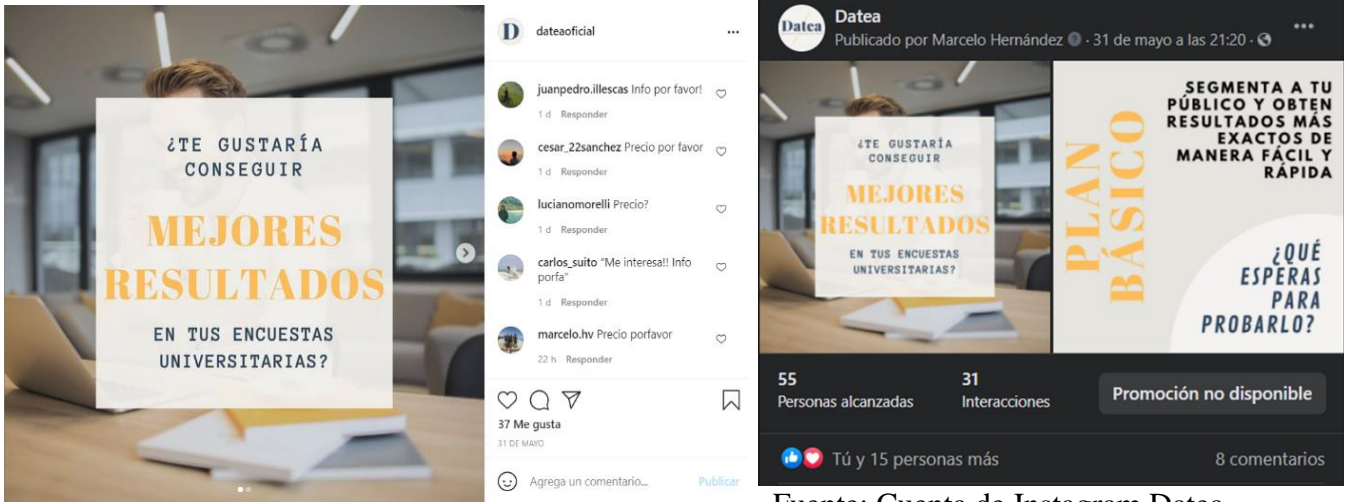 ¿TE GUSTARÍA
CONSEGUIR
MEJORES
RESULTADOS
EN TUS ENCUESTAS
UNIVERSITARIAS?
D dateaoficial
juanpedro.illescas Info por favor!
1 d Responder
cesar_22sanchez Precio por favor
1 d Responder
lucianomorelli Precio?
1 d Responder
carlos_suito "Me interesa!! Info
porfa"
1 d Responder
marcelo.hv Precio porfavor
22 h Responder
37 Me gusta
31 DE MAYO
Agrega un comentario... Publicar
Datea
Datea
Publicado por Marcelo Hernández · 31 de mayo a las 21:20 ·
¿TE GUSTARÍA
CONSEGUIR
MEJORES
RESULTADOS
EN TUS ENCUESTAS
UNIVERSITARIAS?
PLAN
BÁSICO
SEGMENTA A TU
PÚBLICO Y OBTEN
RESULTADOS MÁS
EXACTOS DE
MANERA FÁCIL Y
RÁPIDA
¿QUÉ
ESPERAS
PARA
PROBARLO?
55
Personas alcanzadas
31
Interacciones
Promoción no disponible
Tú y 15 personas más
8 comentarios
Fuente: Cuenta de Instagram Datea